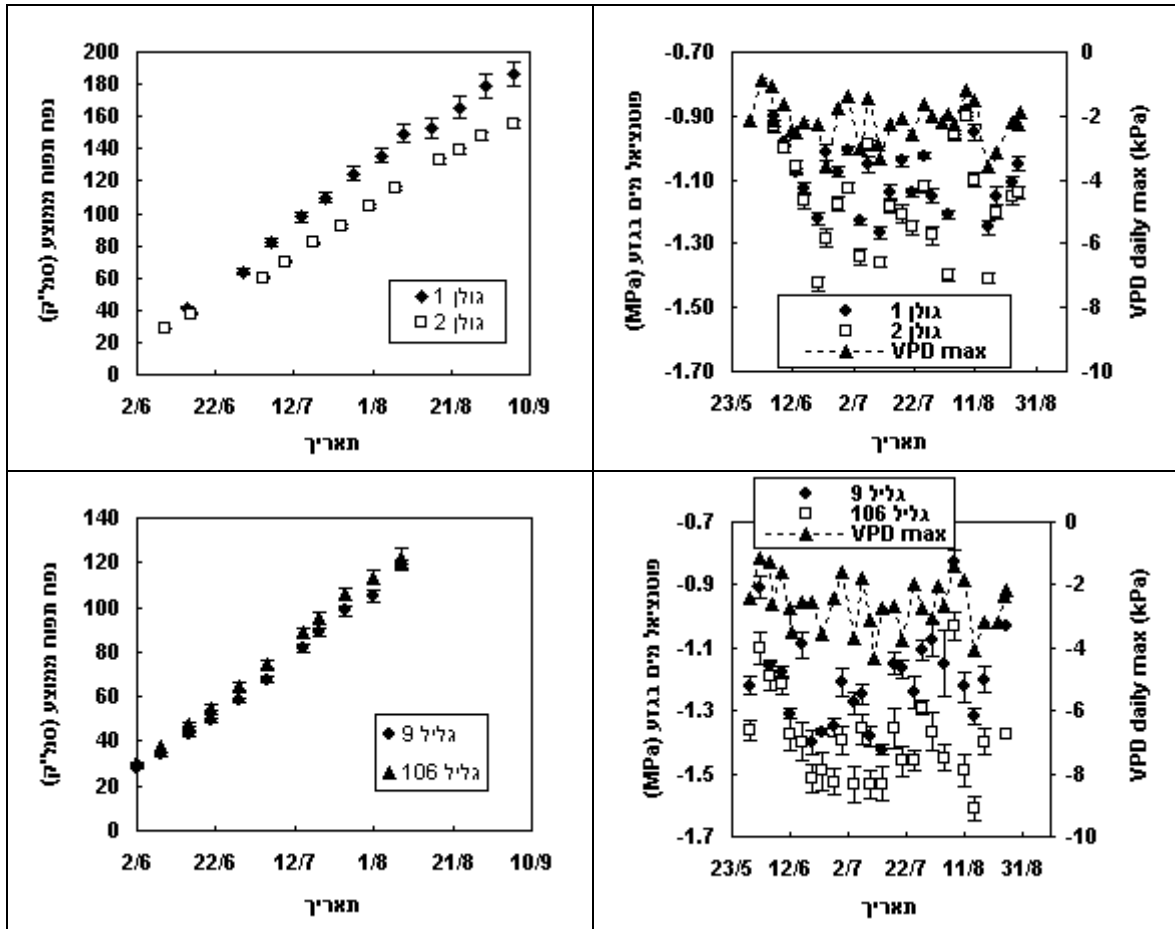 200
180
160
140
120
100
80
60
40
20
0
נפח תפוח ממוצע (סמ"ק)
גולן 1
גולן 2
2/6 22/6 12/7 1/8 21/8 10/9
תאריך
-0.70
-0.90
-1.10
-1.30
-1.50
-1.70
פוטנציאל מים בגזע (MPa)
0
-2
-4
-6
-8
-10
VPD daily max (kPa)
גולן 1
גולן 2
VPD max
23/5 12/6 2/7 22/7 11/8 31/8
תאריך
140
120
100
80
60
40
20
0
נפח תפוח ממוצע (סמ"ק)
גליל 9
גליל 106
2/6 22/6 12/7 1/8 21/8 10/9
תאריך
גליל 9
גליל 106
VPD max
-0.7
-0.9
-1.1
-1.3
-1.5
-1.7
פוטנציאל מים בגזע (MPa)
0
-2
-4
-6
-8
-10
VPD daily max (kPa)
23/5 12/6 2/7 22/7 11/8 31/8
תאריך